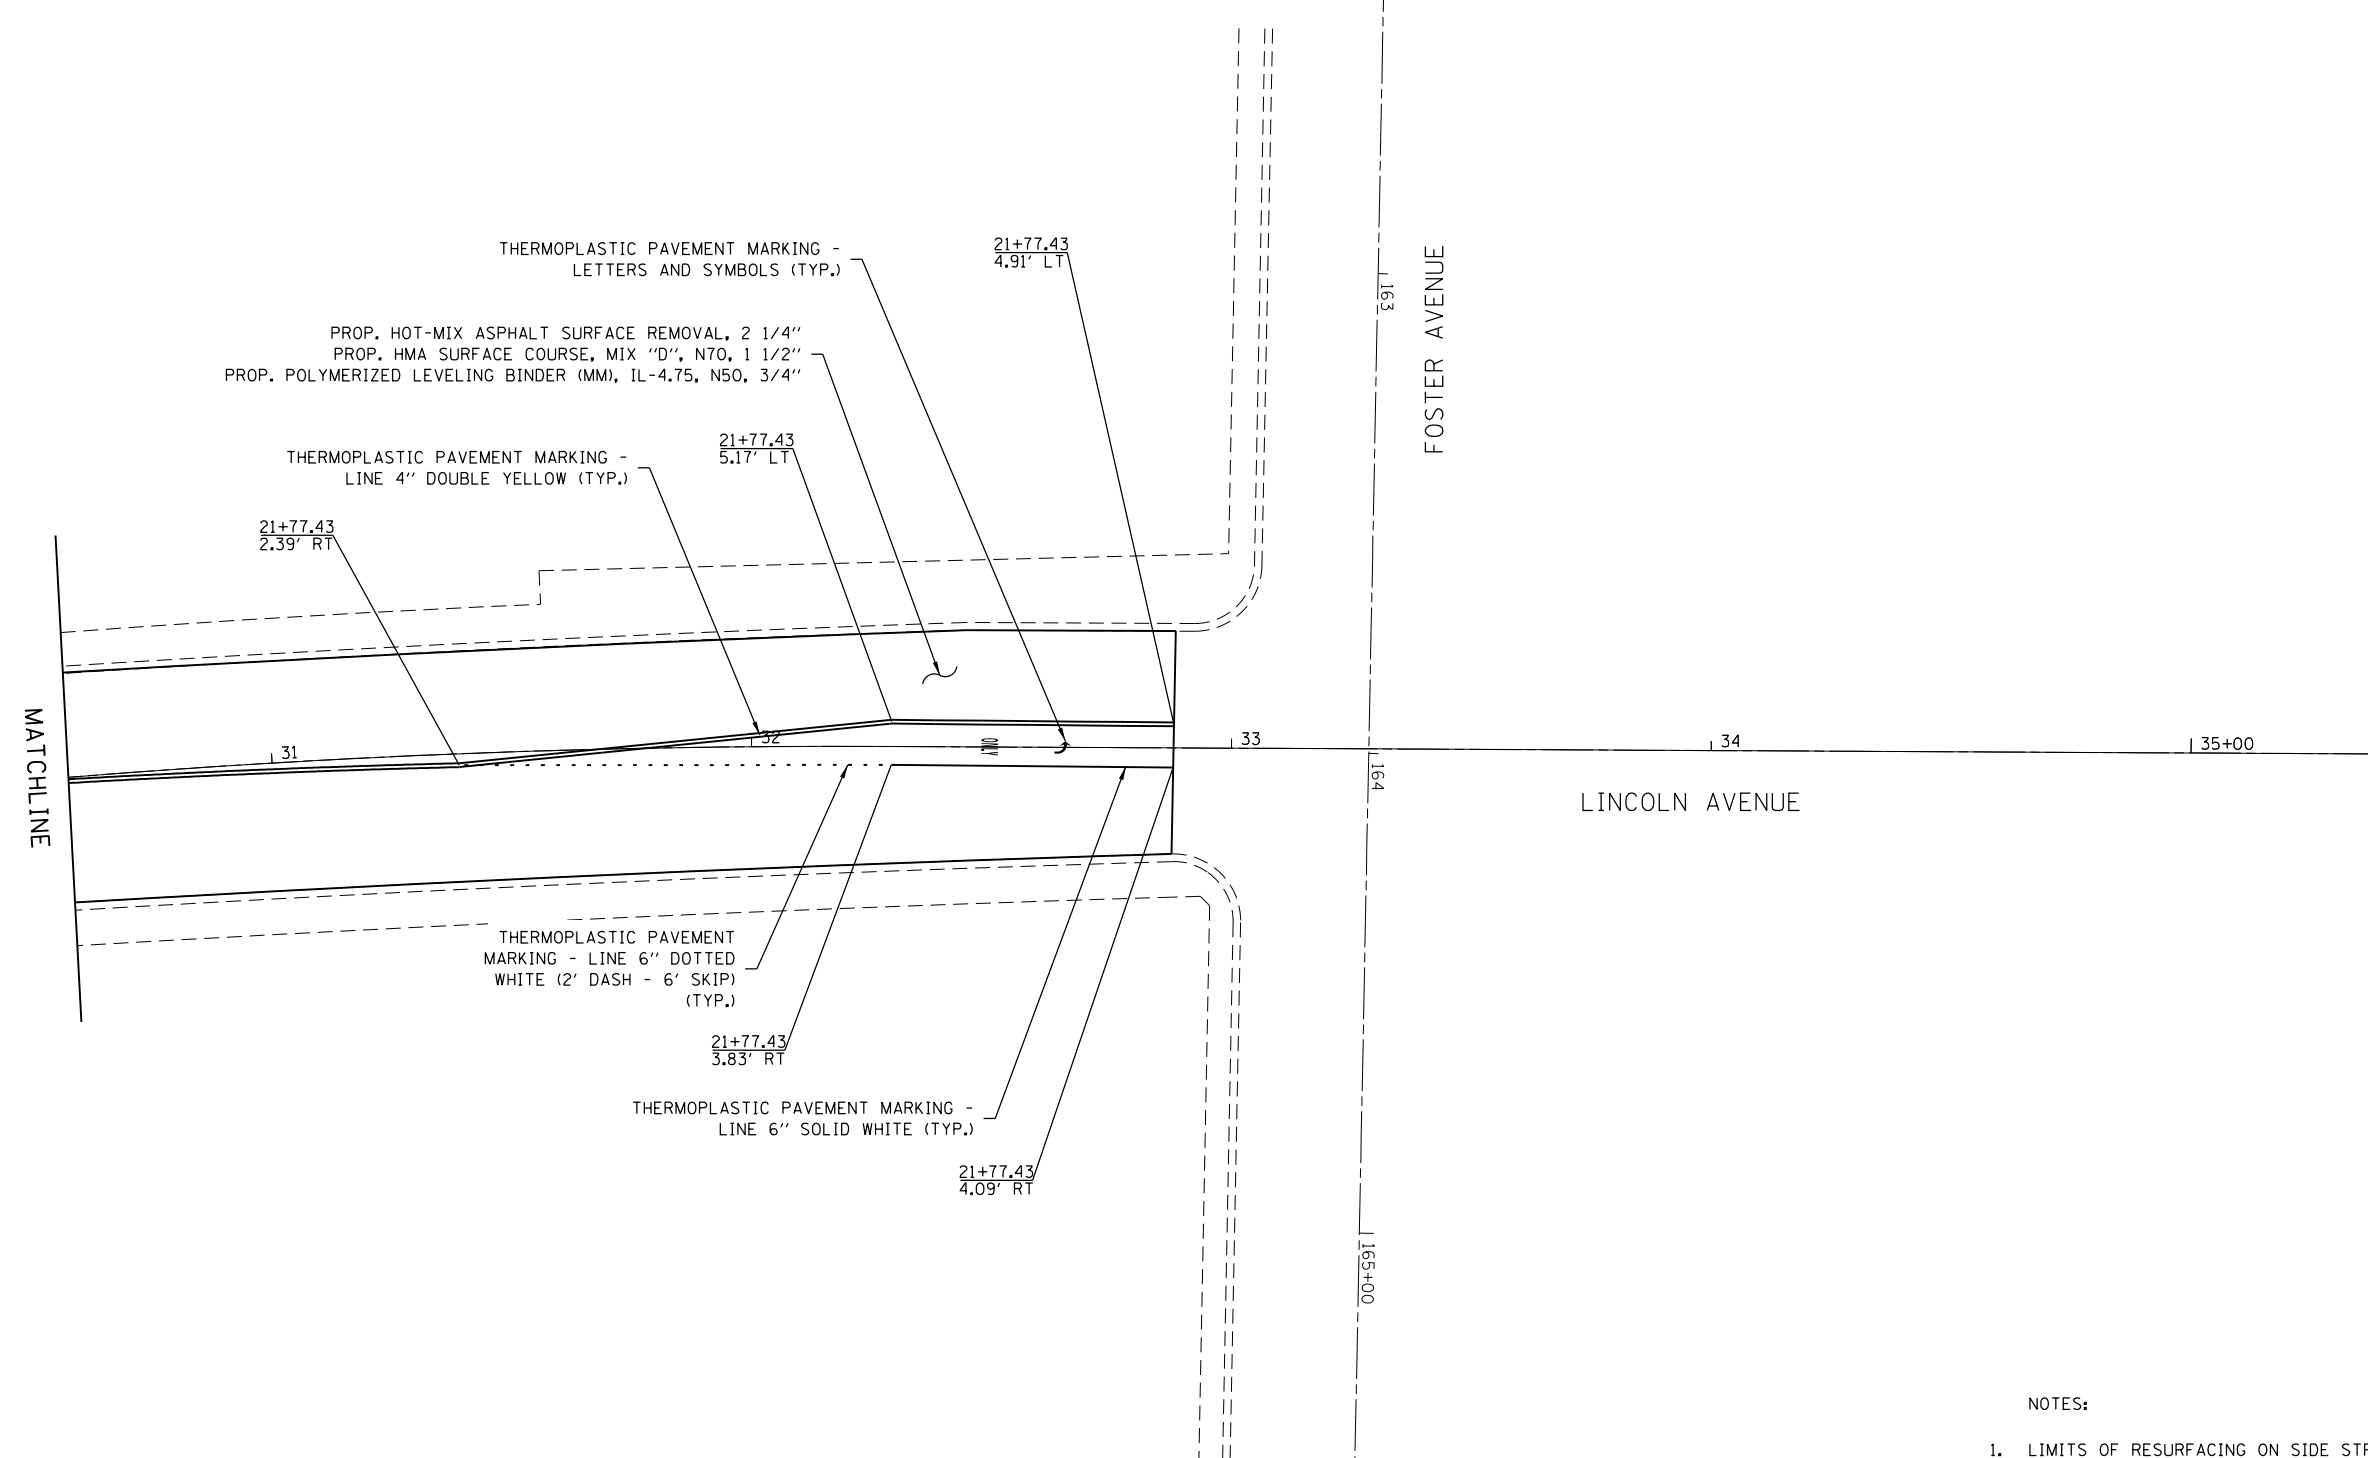 THERMOPLASTIC PAVEMENT MARKING -
LETTERS AND SYMBOLS (TYP.)
21+77.43
4.91' LT
PROP. HOT-MIX ASPHALT SURFACE REMOVAL, 2 1/4"
PROP. HMA SURFACE COURSE, MIX "D", N70, 1 1/2"
PROP. POLYMERIZED LEVELING BINDER (MM), IL-4.75, N50, 3/4"
21+77.43
5.17' LT
THERMOPLASTIC PAVEMENT MARKING -
LINE 4" DOUBLE YELLOW (TYP.)
21+77.43
2.39' RT
163
FOSTER AVENUE
MATCHLINE
31
32
ONLY
33
34
35+00
164
LINCOLN AVENUE
THERMOPLASTIC PAVEMENT
MARKING - LINE 6" DOTTED
WHITE (2' DASH - 6' SKIP)
(TYP.)
21+77.43
3.83' RT
THERMOPLASTIC PAVEMENT MARKING -
LINE 6" SOLID WHITE (TYP.)
21+77.43
4.09' RT
165+00
NOTES:
1. LIMITS OF RESURFACING ON SIDE